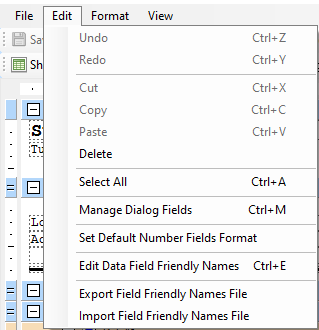 File Edit Format View
Undo Ctrl+Z
Redo Ctrl+Y
Cut Ctrl+X
Copy Ctrl+C
Paste Ctrl+V
Delete
Select All Ctrl+A
Manage Dialog Fields Ctrl+M
Set Default Number Fields Format
Edit Data Field Friendly Names Ctrl+E
Export Field Friendly Names File
Import Field Friendly Names File